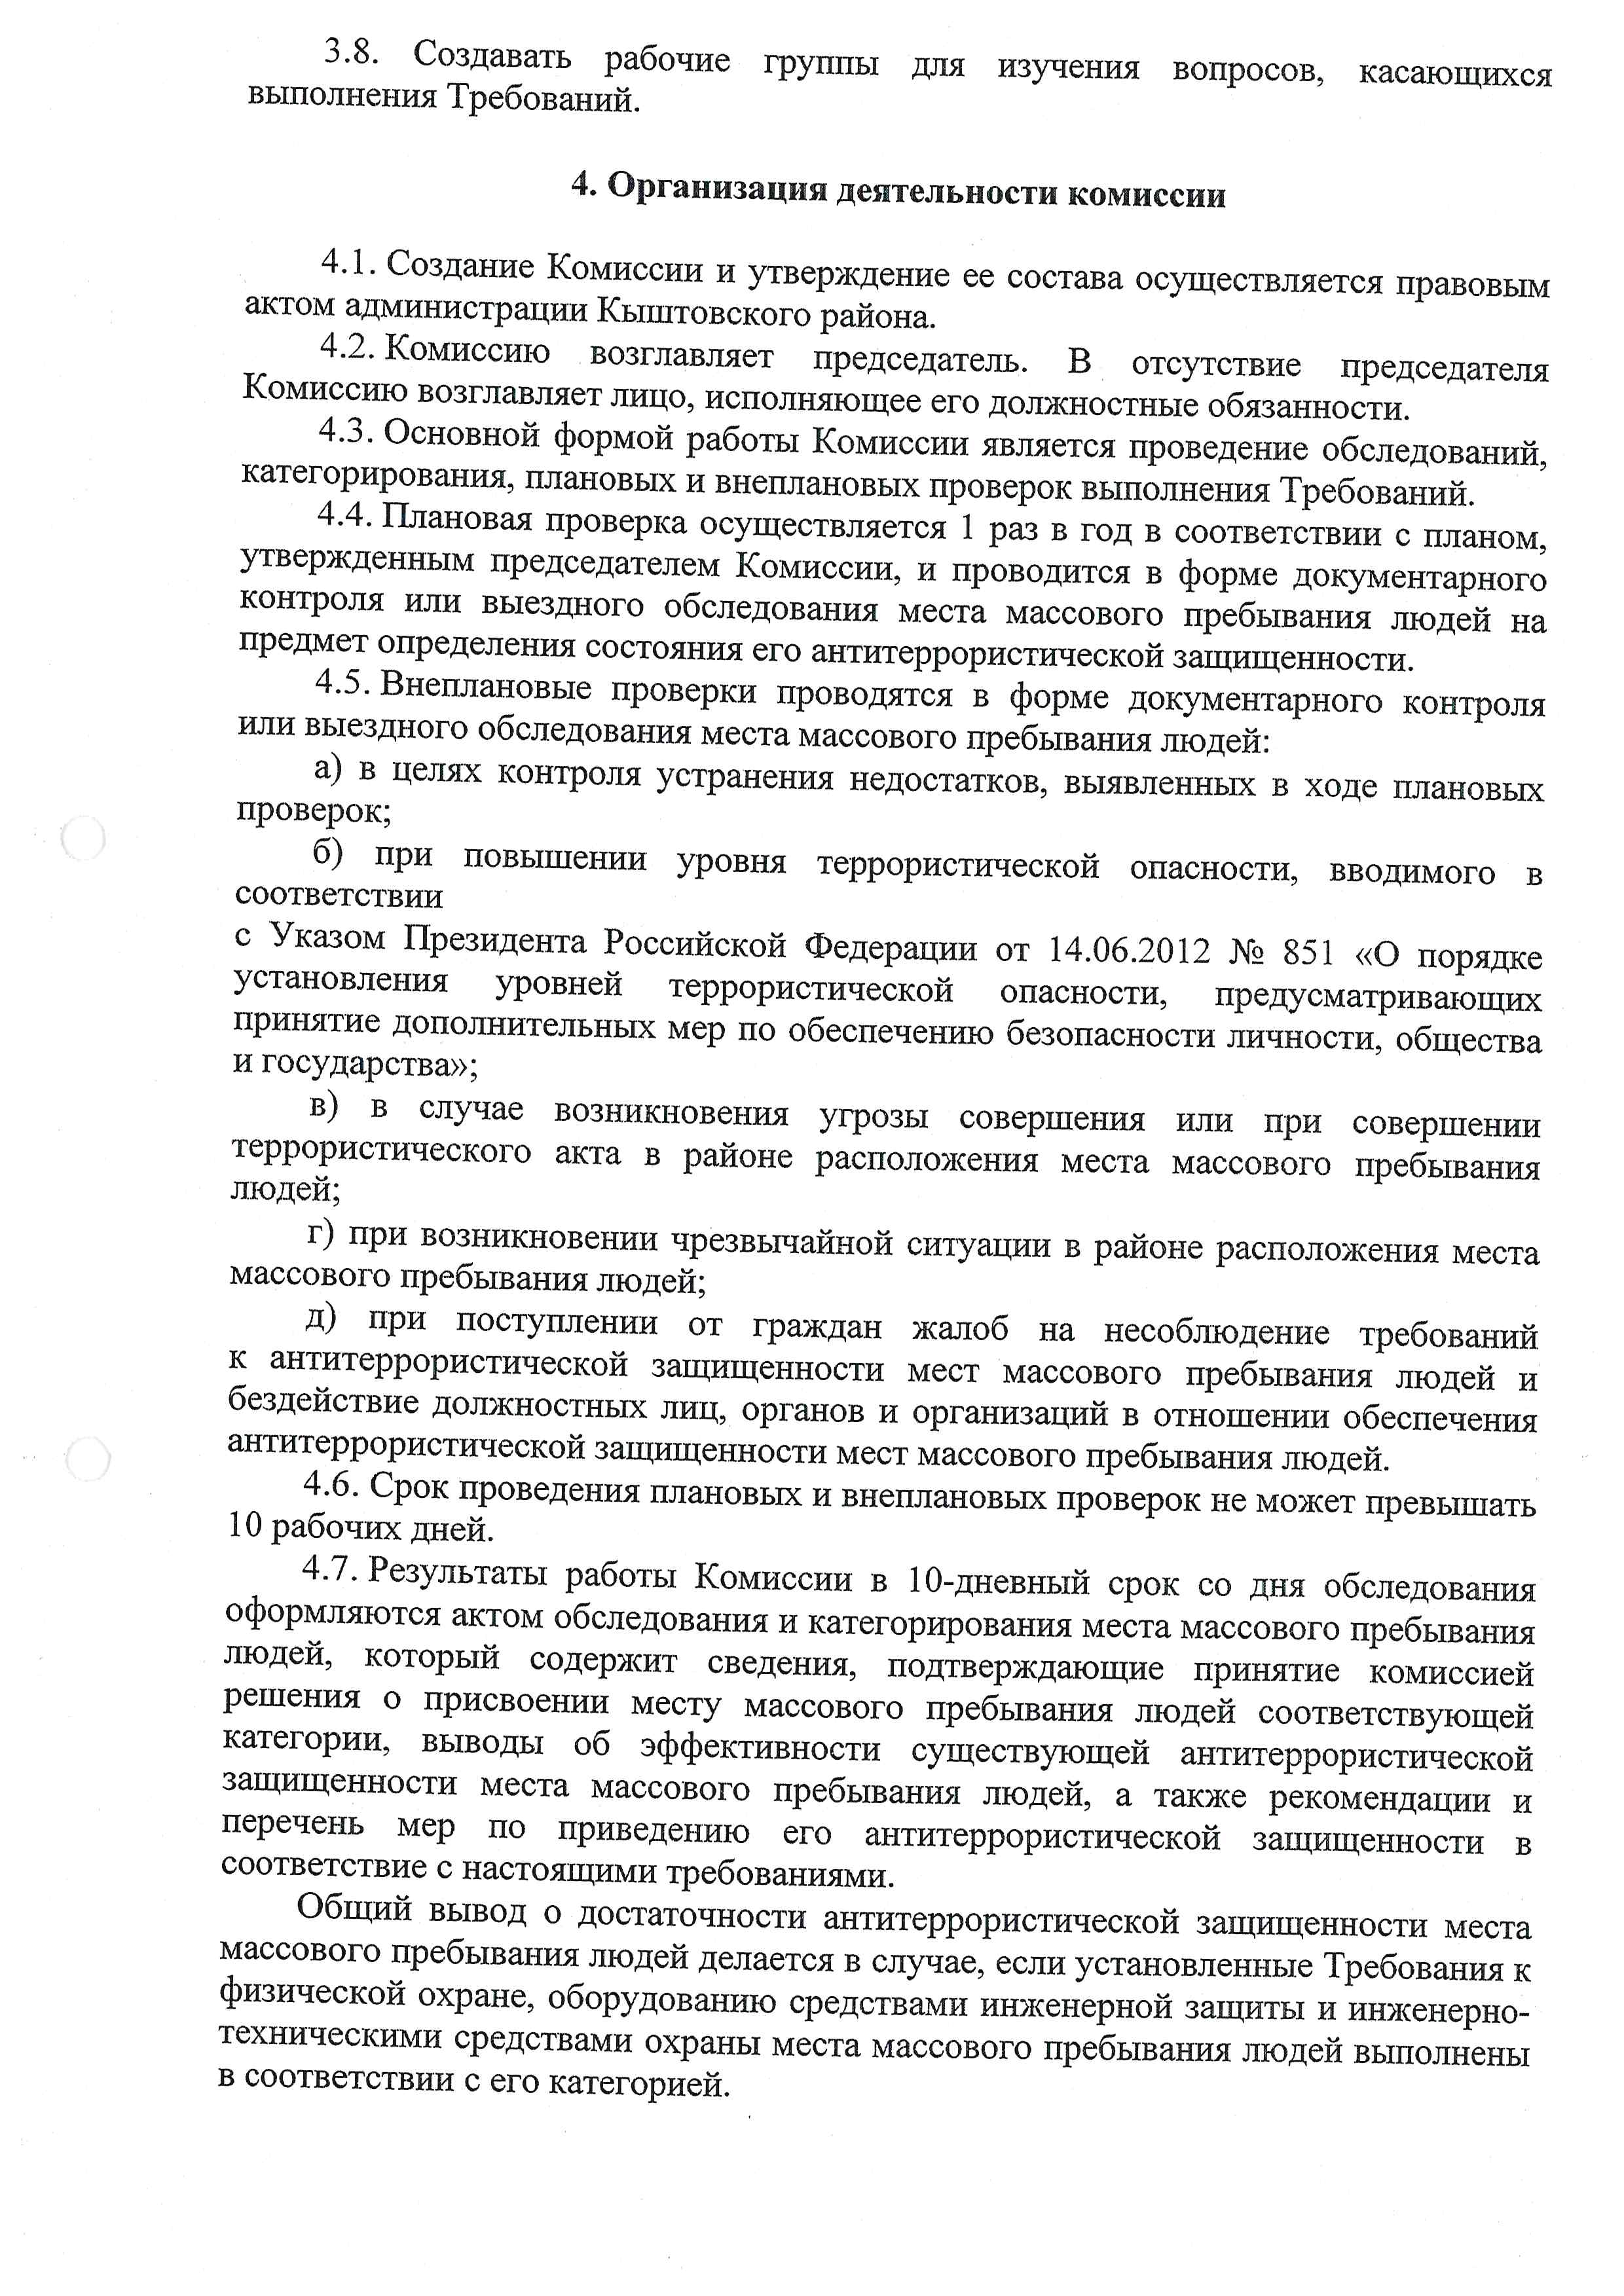 3.8. Создавать рабочие группы для изучения вопросов, касающихся
выполнения Требований.
4. Организация деятельности комиссии
4.1. Создание Комиссии и утверждение ее состава осуществляется правовым
актом администрации Кыштовского района.
4.2. Комиссию возглавляет председатель. В отсутствие председателя
Комиссию возглавляет лицо, исполняющее его должностные обязанности.
4.3. Основной формой работы Комиссии является проведение обследований,
категорирования, плановых и внеплановых проверок выполнения Требований.
4.4. Плановая проверка осуществляется 1 раз в год в соответствии с планом,
утвержденным председателем Комиссии, и проводится в форме документарного
контроля или выездного обследования места массового пребывания людей на
предмет определения состояния его антитеррористической защищенности.
4.5. Внеплановые проверки проводятся в форме документарного контроля
или выездного обследования места массового пребывания людей:
а) в целях контроля устранения недостатков, выявленных в ходе плановых
проверок;
б) при повышении уровня террористической опасности, вводимого в
соответствии
с Указом Президента Российской Федерации от 14.06.2012 № 851 «О порядке
установления уровней террористической опасности, предусматривающих
принятие дополнительных мер по обеспечению безопасности личности, общества
и государства»;
в) в случае возникновения угрозы совершения или при совершении
террористического акта в районе расположения места массового пребывания
людей;
г) при возникновении чрезвычайной ситуации в районе расположения места
массового пребывания людей;
д) при поступлении от граждан жалоб на несоблюдение требований
к антитеррористической защищенности мест массового пребывания людей и
бездействие должностных лиц, органов и организаций в отношении обеспечения
антитеррористической защищенности мест массового пребывания людей.
4.6. Срок проведения плановых и внеплановых проверок не может превышать
10 рабочих дней.
4.7. Результаты работы Комиссии в 10-дневный срок со дня обследования
оформляются актом обследования и категорирования места массового пребывания
людей, который содержит сведения, подтверждающие принятие комиссией
решения о присвоении месту массового пребывания людей соответствующей
категории, выводы об эффективности существующей антитеррористической
защищенности места массового пребывания людей, а также рекомендации и
перечень мер по приведению его антитеррористической защищенности в
соответствие с настоящими требованиями.
Общий вывод о достаточности антитеррористической защищенности места
массового пребывания людей делается в случае, если установленные Требования к
физической охране, оборудованию средствами инженерной защиты и инженерно-
техническими средствами охраны места массового пребывания людей выполнены
в соответствии с его категорией.